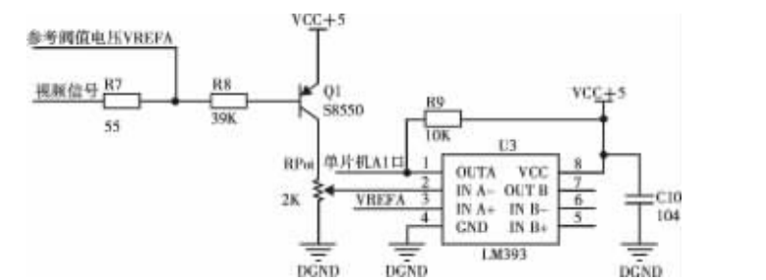 VCC+5
参考阀值电压VREFA
视频信号 R7
55
R8
39K
Q1
S8550
R9
10K
VCC+5
RPot
2K
单片机A1口
VREFA
U3
1 OUTA VCC 8
2 IN A- OUT B 7
3 IN A+ IN B- 6
4 GND IN B+ 5
LM393
C10
104
DGND
DGND
DGND